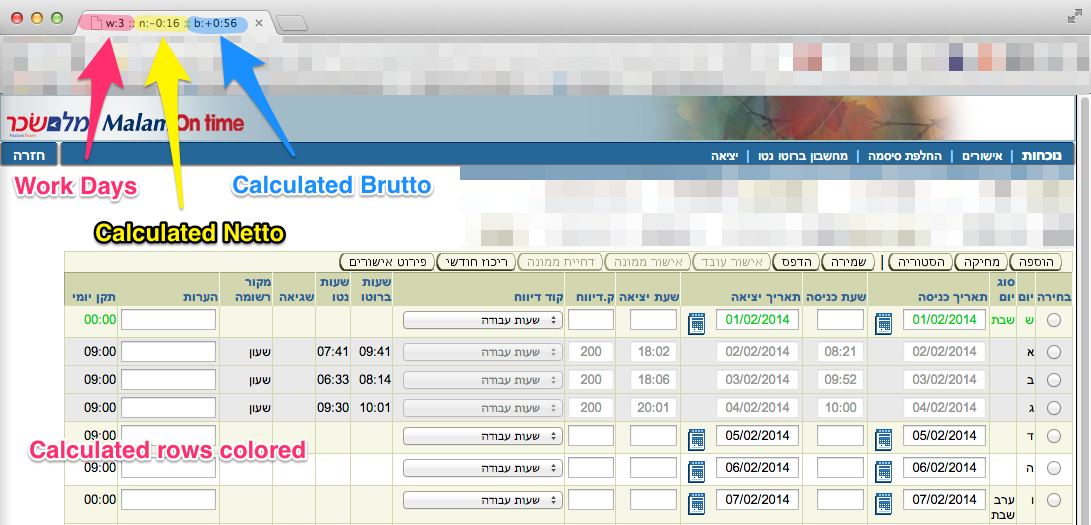 w:3 :: n:-0:16 :: b:+0:56
מלם שכר Malam On time
Malam Team
נוכחות | אישורים | החלפת סיסמה | מחשבון ברוטו נטו | יציאה חזרה
Work Days
Calculated Brutto
Calculated Netto
הוספה מחיקה הסטוריה | שמירה הדפס אישור עובד אישור ממונה דחיית ממונה ריכוז חודשי פירוט אישורים
בחירה יום סוג יום תאריך כניסה שעת כניסה תאריך יציאה שעת יציאה ק.דיווח קוד דיווח שעות ברוטו שעות נטו שגיאה מקור רשומה הערות תקן יומי
ש שבת 01/02/2014 01/02/2014 שעות עבודה 00:00
א 02/02/2014 08:21 02/02/2014 18:02 200 שעות עבודה 09:41 07:41 שעון 09:00
ב 03/02/2014 09:52 03/02/2014 18:06 200 שעות עבודה 08:14 06:33 שעון 09:00
ג 04/02/2014 10:00 04/02/2014 20:01 200 שעות עבודה 10:01 09:30 שעון 09:00
ד 05/02/2014 05/02/2014 שעות עבודה 09:00
Calculated rows colored
ה 06/02/2014 06/02/2014 שעות עבודה 09:00
ו ערב שבת 07/02/2014 07/02/2014 שעות עבודה 00:00